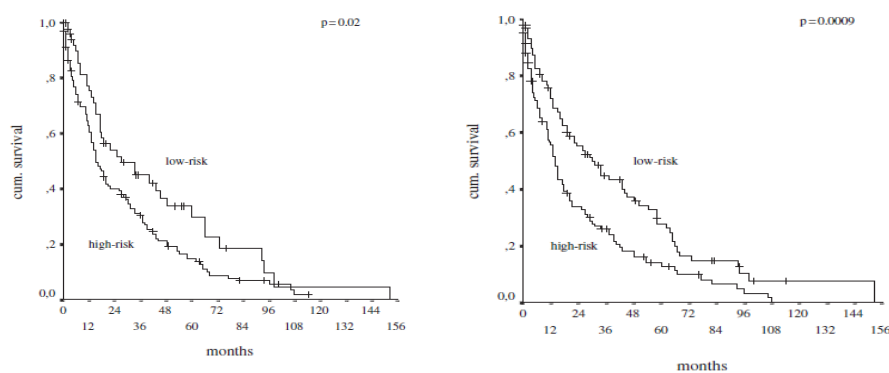 p=0.02
1,0
,8
,6
,4
,2
0,0
cum. survival
low-risk
high-risk
0 24 48 72 96 120 144
12 36 60 84 108 132 156
months
p=0.0009
1,0
,8
,6
,4
,2
0,0
cum. survival
low-risk
high-risk
0 24 48 72 96 120 144
12 36 60 84 108 132 156
months